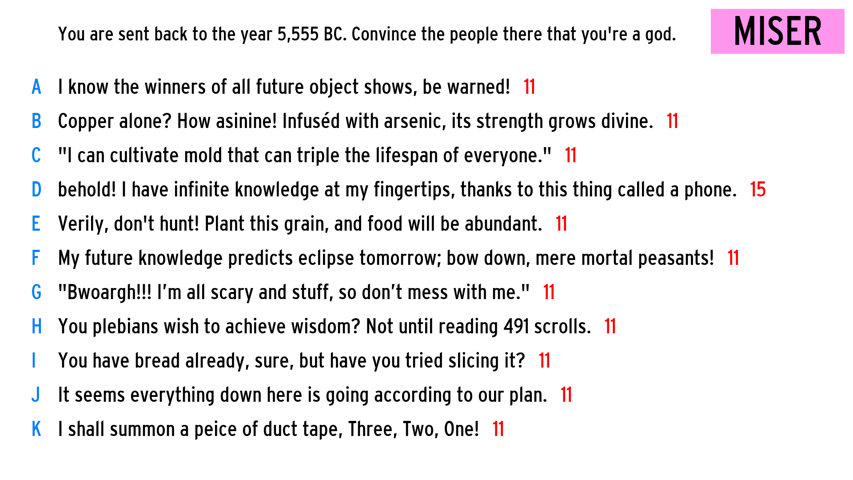 You are sent back to the year 5,555 BC. Convince the people there that you're a god.
MISER
A I know the winners of all future object shows, be warned! 11
B Copper alone? How asinine! Infuséd with arsenic, its strength grows divine. 11
C "I can cultivate mold that can triple the lifespan of everyone." 11
D behold! I have infinite knowledge at my fingertips, thanks to this thing called a phone. 15
E Verily, don't hunt! Plant this grain, and food will be abundant. 11
F My future knowledge predicts eclipse tomorrow; bow down, mere mortal peasants! 11
G "Bwoargh!!! I’m all scary and stuff, so don’t mess with me." 11
H You plebians wish to achieve wisdom? Not until reading 491 scrolls. 11
I You have bread already, sure, but have you tried slicing it? 11
J It seems everything down here is going according to our plan. 11
K I shall summon a peice of duct tape, Three, Two, One! 11